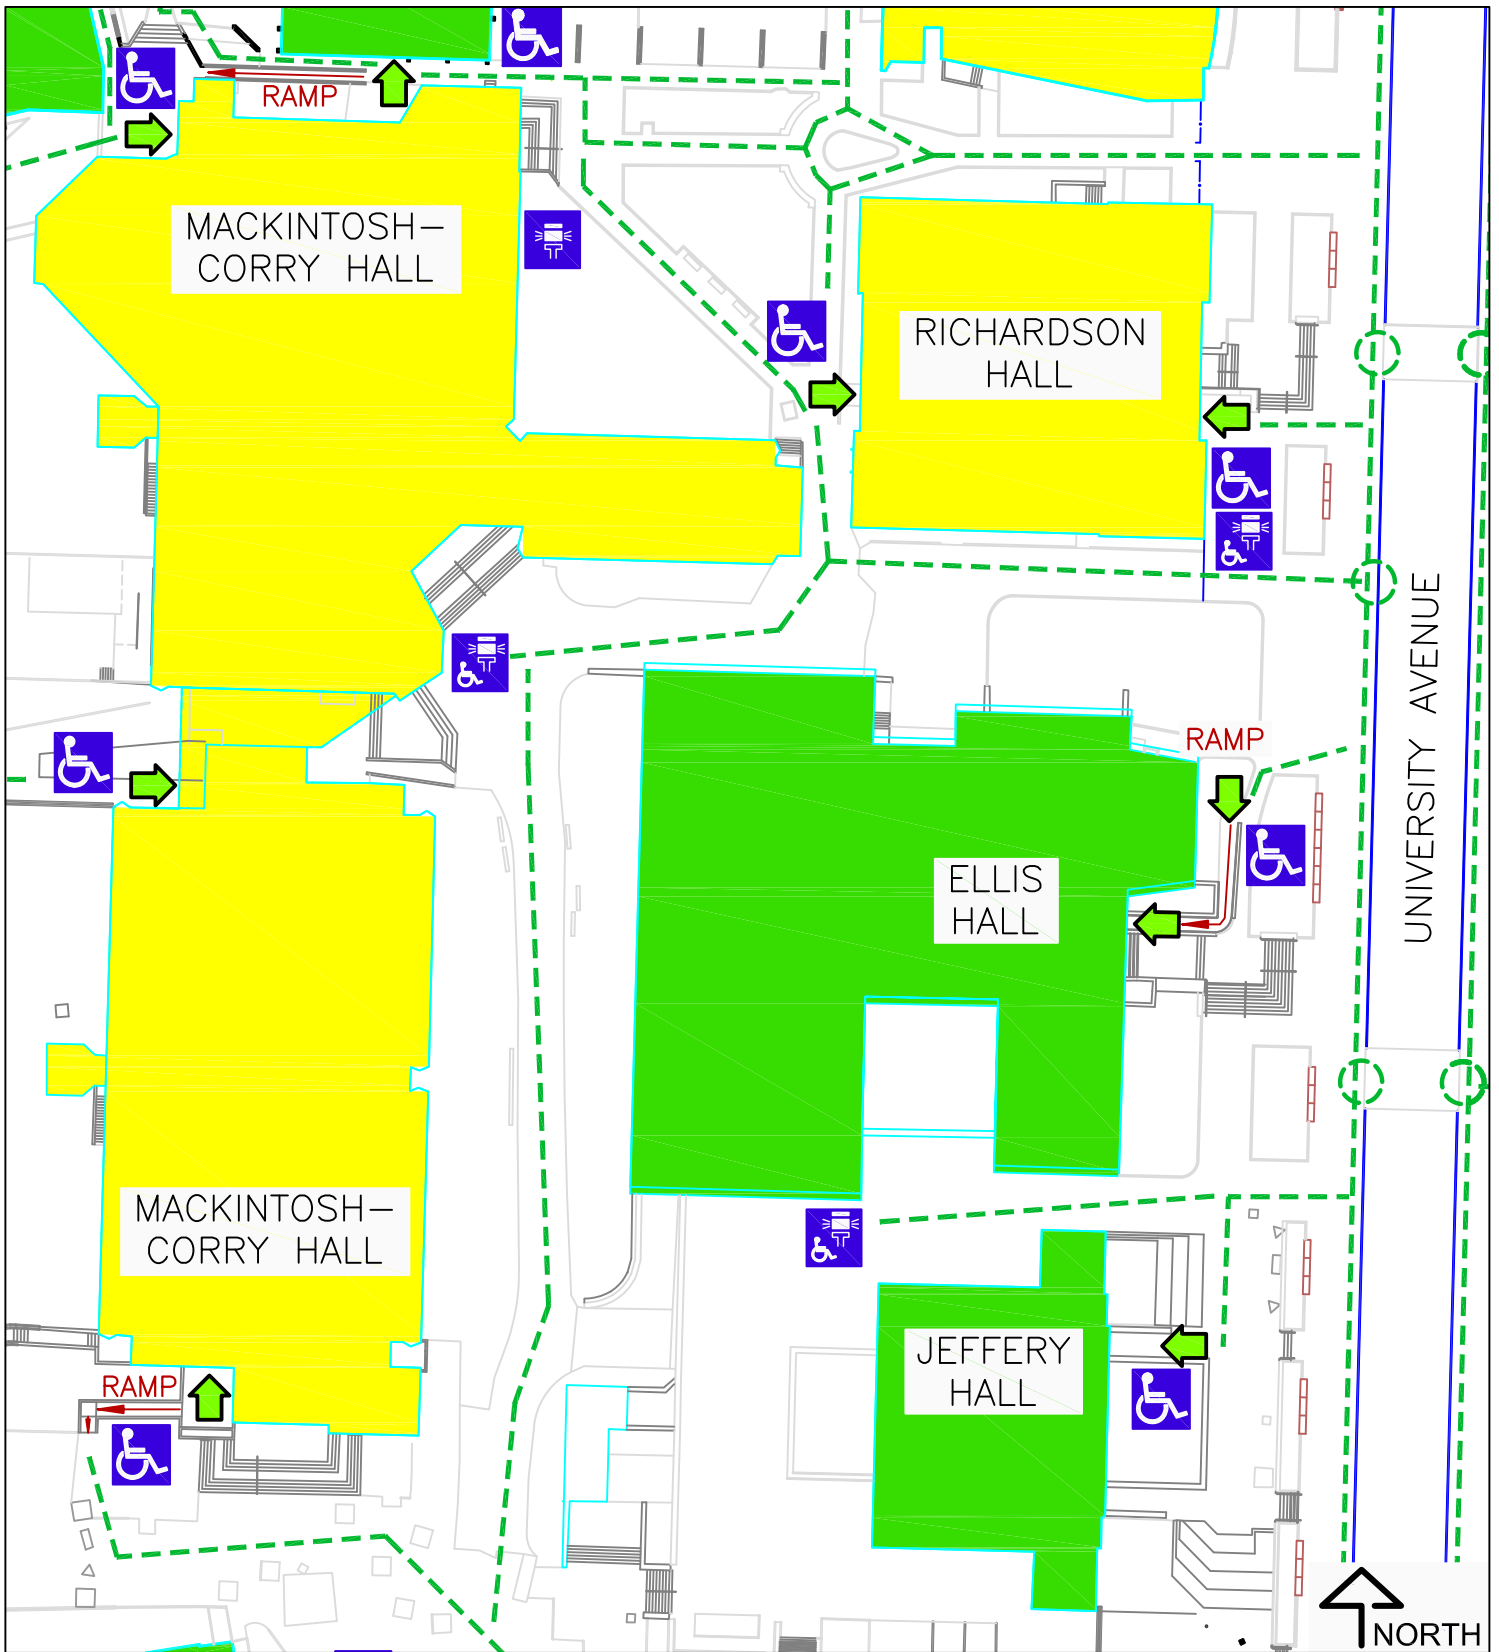 RAMP
MACKINTOSH-
CORRY HALL
RICHARDSON
HALL
UNIVERSITY AVENUE
RAMP
ELLIS
HALL
MACKINTOSH-
CORRY HALL
JEFFERY
HALL
RAMP
NORTH